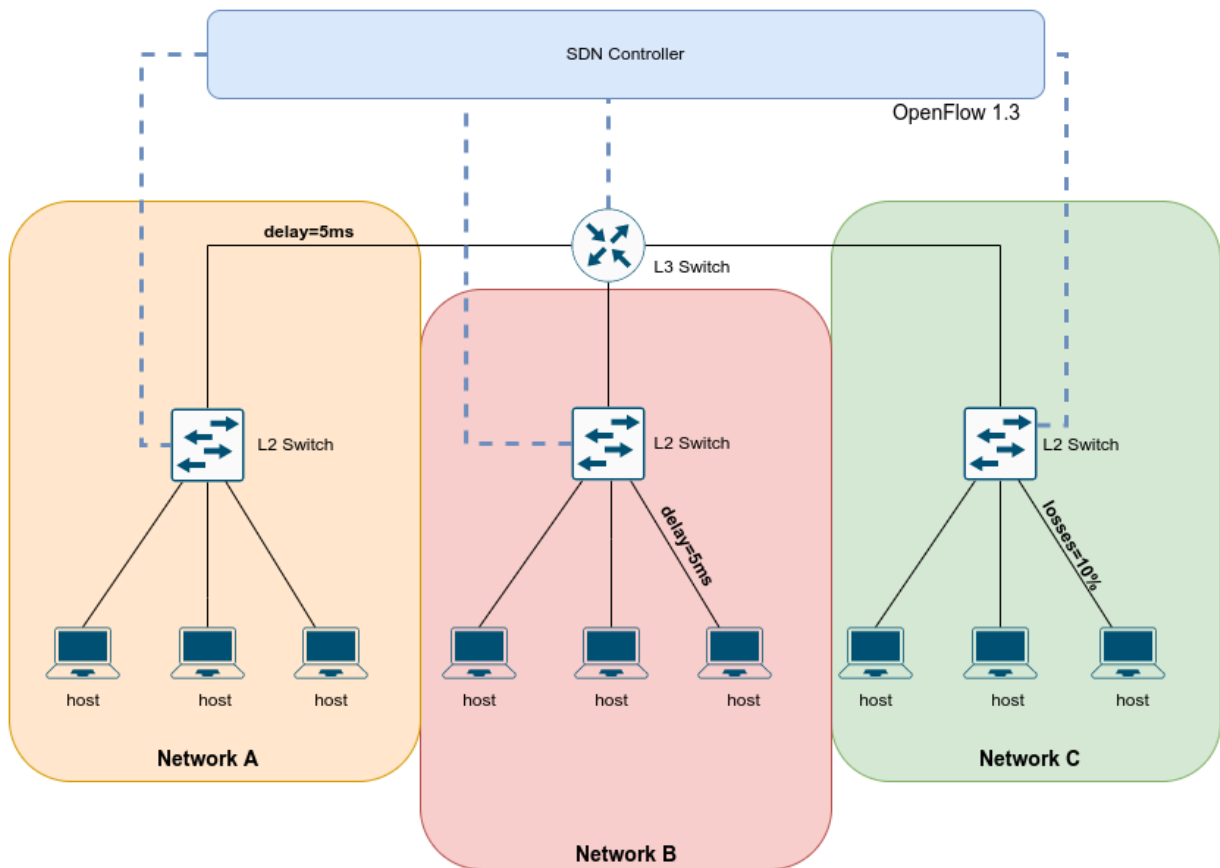 SDN Controller
OpenFlow 1.3
delay=5ms
L3 Switch
L2 Switch
L2 Switch
L2 Switch
delay=5ms
losses=10%
host
host
host
host
host
host
host
host
host
Network A
Network C
Network B